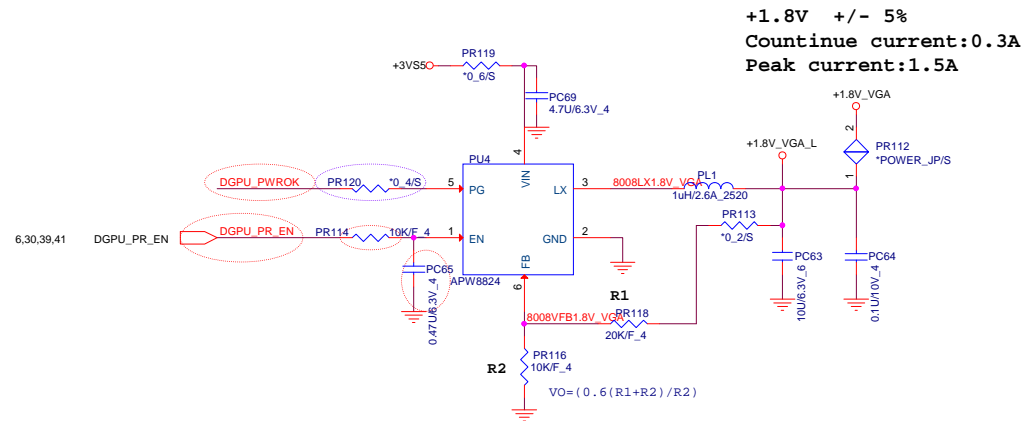 +1.8V +/- 5%
Countinue current:0.3A
Peak current:1.5A
PR119
+3VS5
*0_6/S
PC69
4.7U/6.3V_4
+1.8V_VGA
+1.8V_VGA_L
2
PR112
*POWER_JP/S
1
4
PU4
VIN
DGPU_PWROK
PR120
*0_4/S
5
PG
LX
3
8008LX1.8V_VGA
PL1
1uH/2.6A_2520
PR113
*0_2/S
6,30,39,41
DGPU_PR_EN
DGPU_PR_EN
PR114
10K/F_4
1
EN
GND
2
FB
PC65
0.47U/6.3V_4
APW8824
6
PC63
10U/6.3V_6
PC64
0.1U/10V_4
R1
8008VFB1.8V_VGA
PR118
20K/F_4
R2
PR116
10K/F_4
VO=(0.6(R1+R2)/R2)